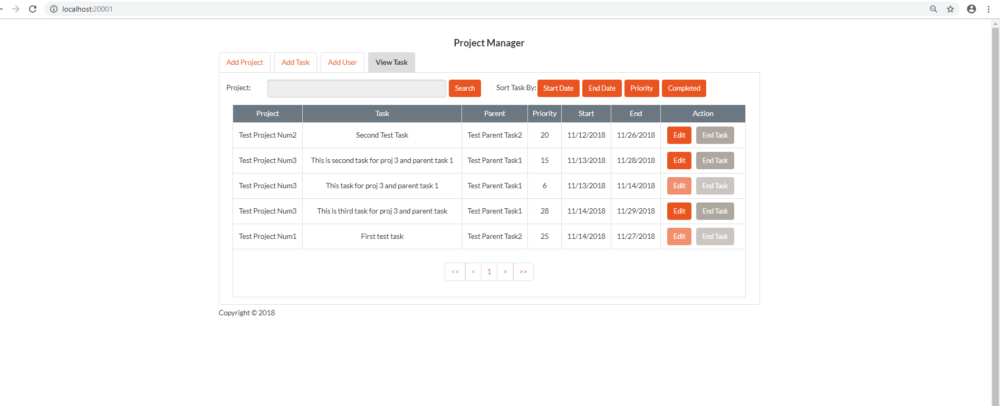 localhost:20001
Project Manager
Add Project Add Task Add User View Task
Project: Search Sort Task By: Start Date End Date Priority Completed
Project Task Parent Priority Start End Action
Test Project Num2 Second Test Task Test Parent Task2 20 11/12/2018 11/26/2018 Edit End Task
Test Project Num3 This is second task for proj 3 and parent task 1 Test Parent Task1 15 11/13/2018 11/28/2018 Edit End Task
Test Project Num3 This task for proj 3 and parent task 1 Test Parent Task1 6 11/13/2018 11/14/2018 Edit End Task
Test Project Num3 This is third task for proj 3 and parent task Test Parent Task1 28 11/14/2018 11/29/2018 Edit End Task
Test Project Num1 First test task Test Parent Task2 25 11/14/2018 11/27/2018 Edit End Task
<< < 1 > >>
Copyright © 2018